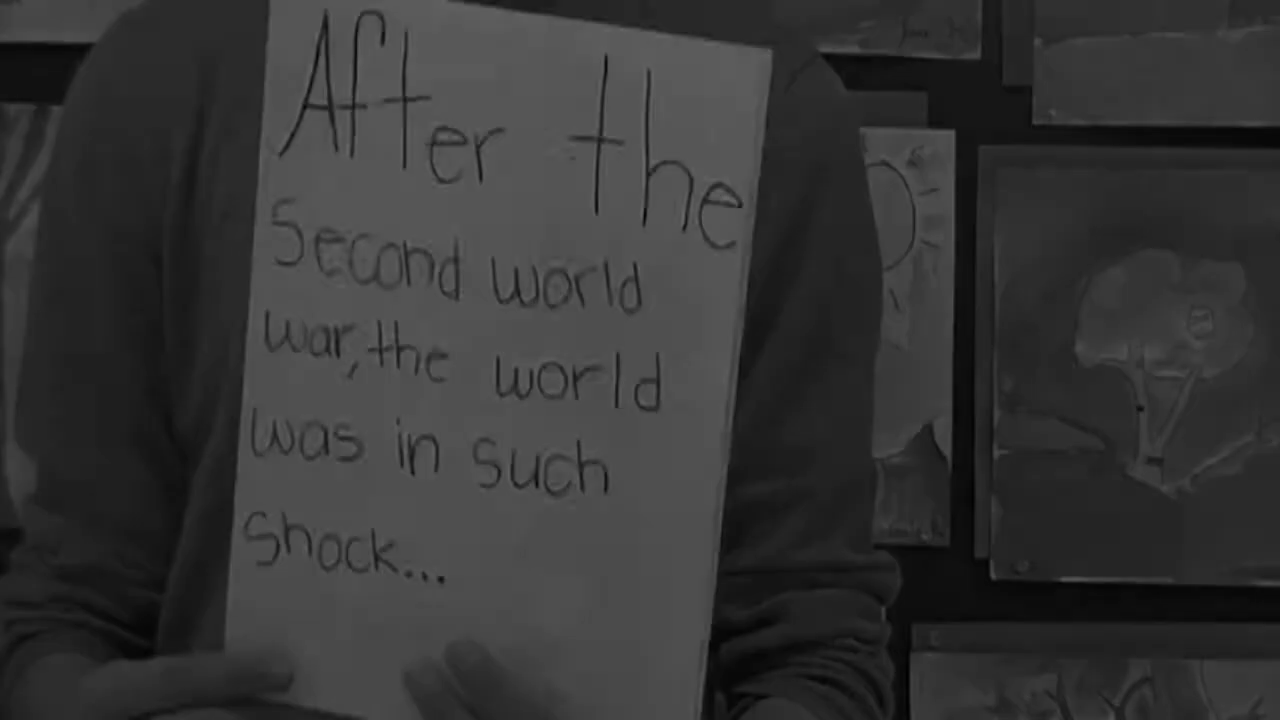 After the
Second world
war, the world
was in such
shock...